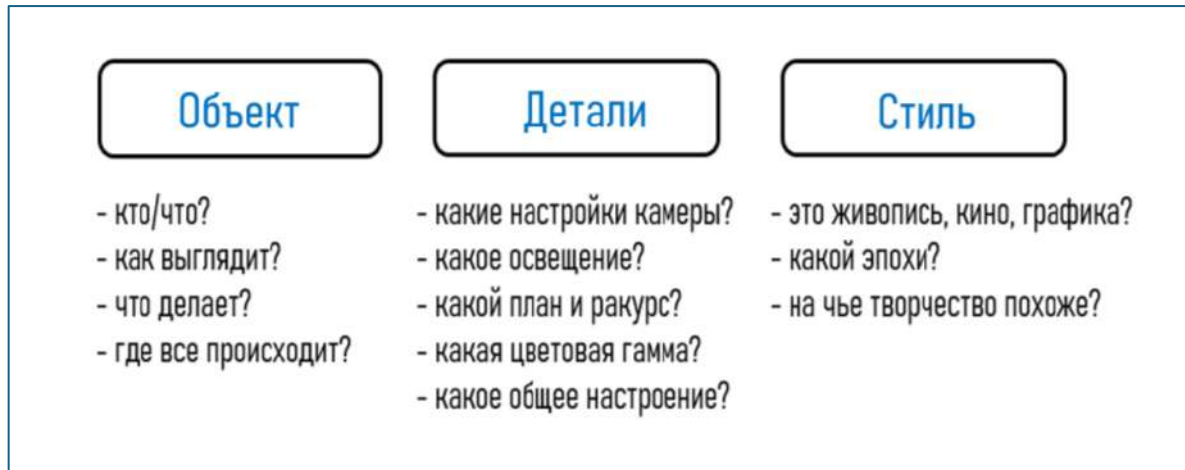 Объект
- кто/что?
- как выглядит?
- что делает?
- где все происходит?
Детали
- какие настройки камеры?
- какое освещение?
- какой план и ракурс?
- какая цветовая гамма?
- какое общее настроение?
Стиль
- это живопись, кино, графика?
- какой эпохи?
- на чье творчество похоже?